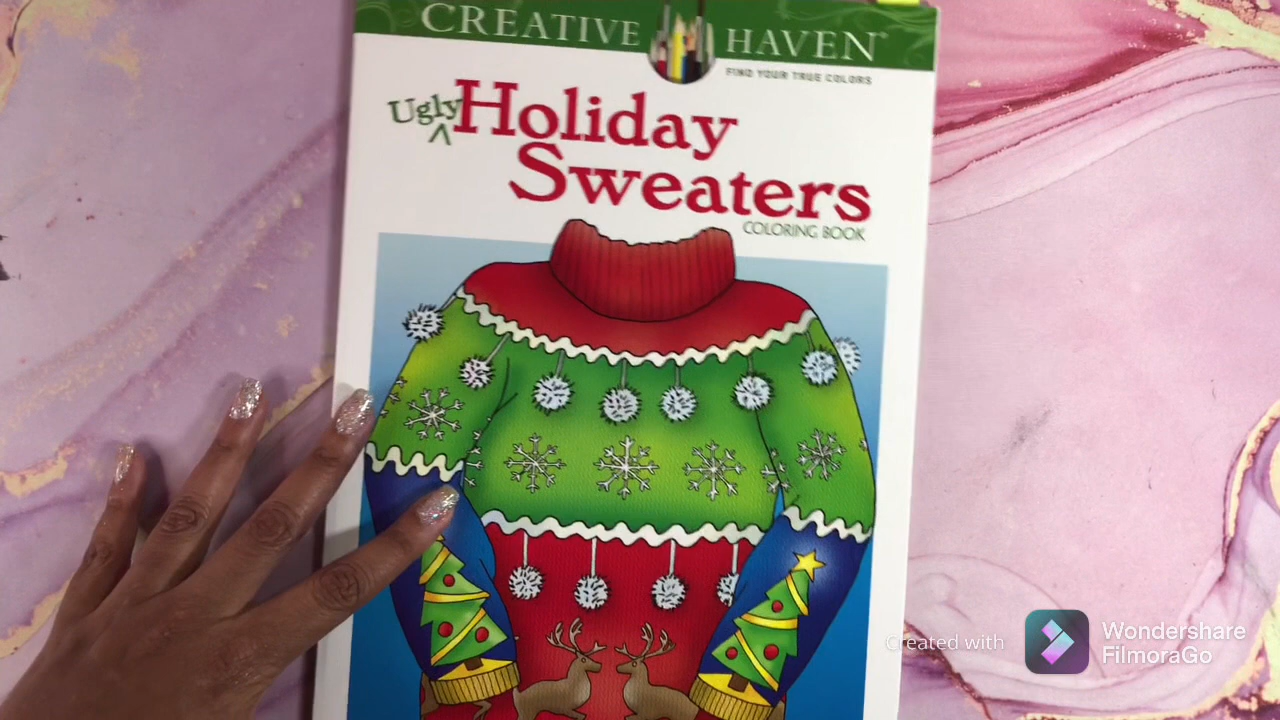 CREATIVE HAVEN®
FIND YOUR TRUE COLORS
Ugly Holiday
Sweaters
COLORING BOOK
Created with
Wondershare
FilmoraGo